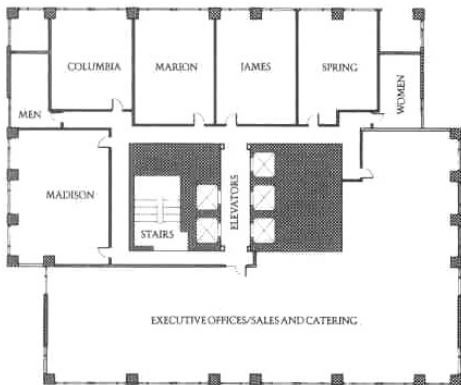 COLUMBIA
MARION
JAMES
SPRING
WOMEN
MEN
MADISON
STAIRS
ELEVATORS
EXECUTIVE OFFICES/SALES AND CATERING